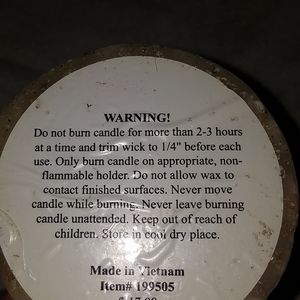 WARNING!
Do not burn candle for more than 2-3 hours
at a time and trim wick to 1/4" before each
use. Only burn candle on appropriate, non-
flammable holder. Do not allow wax to
contact finished surfaces. Never move
candle while burning. Never leave burning
candle unattended. Keep out of reach of
children. Store in cool dry place.
Made in Vietnam
Item# 199505